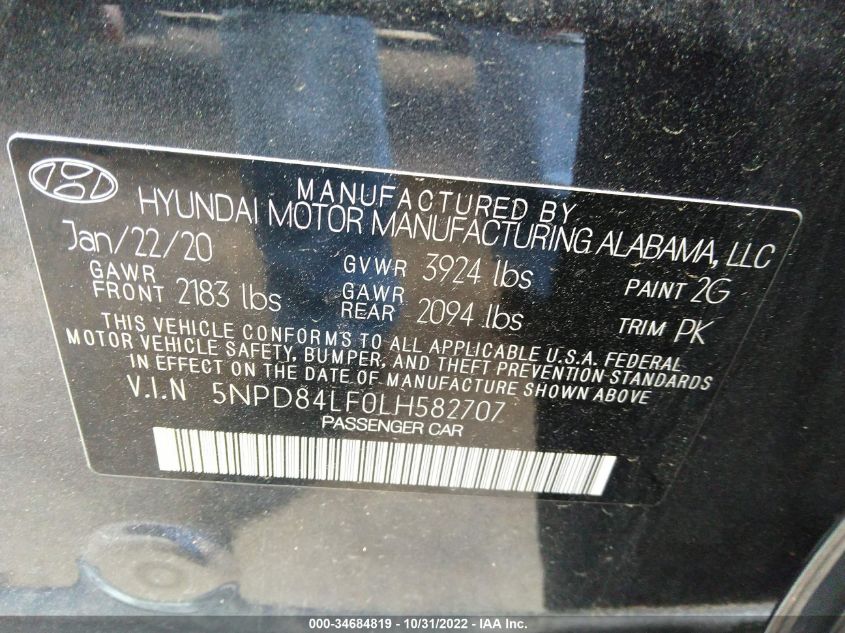 MANUFACTURED BY
HYUNDAI MOTOR MANUFACTURING ALABAMA, LLC
Jan/22/20 GVWR 3924 lbs PAINT 2G
GAWR FRONT 2183 lbs GAWR REAR 2094 lbs TRIM PK
THIS VEHICLE CONFORMS TO ALL APPLICABLE U.S.A. FEDERAL
MOTOR VEHICLE SAFETY, BUMPER, AND THEFT PREVENTION STANDARDS
IN EFFECT ON THE DATE OF MANUFACTURE SHOWN ABOVE
V.I.N 5NPD84LF0LH582707
PASSENGER CAR
000-34684819 - 10/31/2022 - IAA Inc.